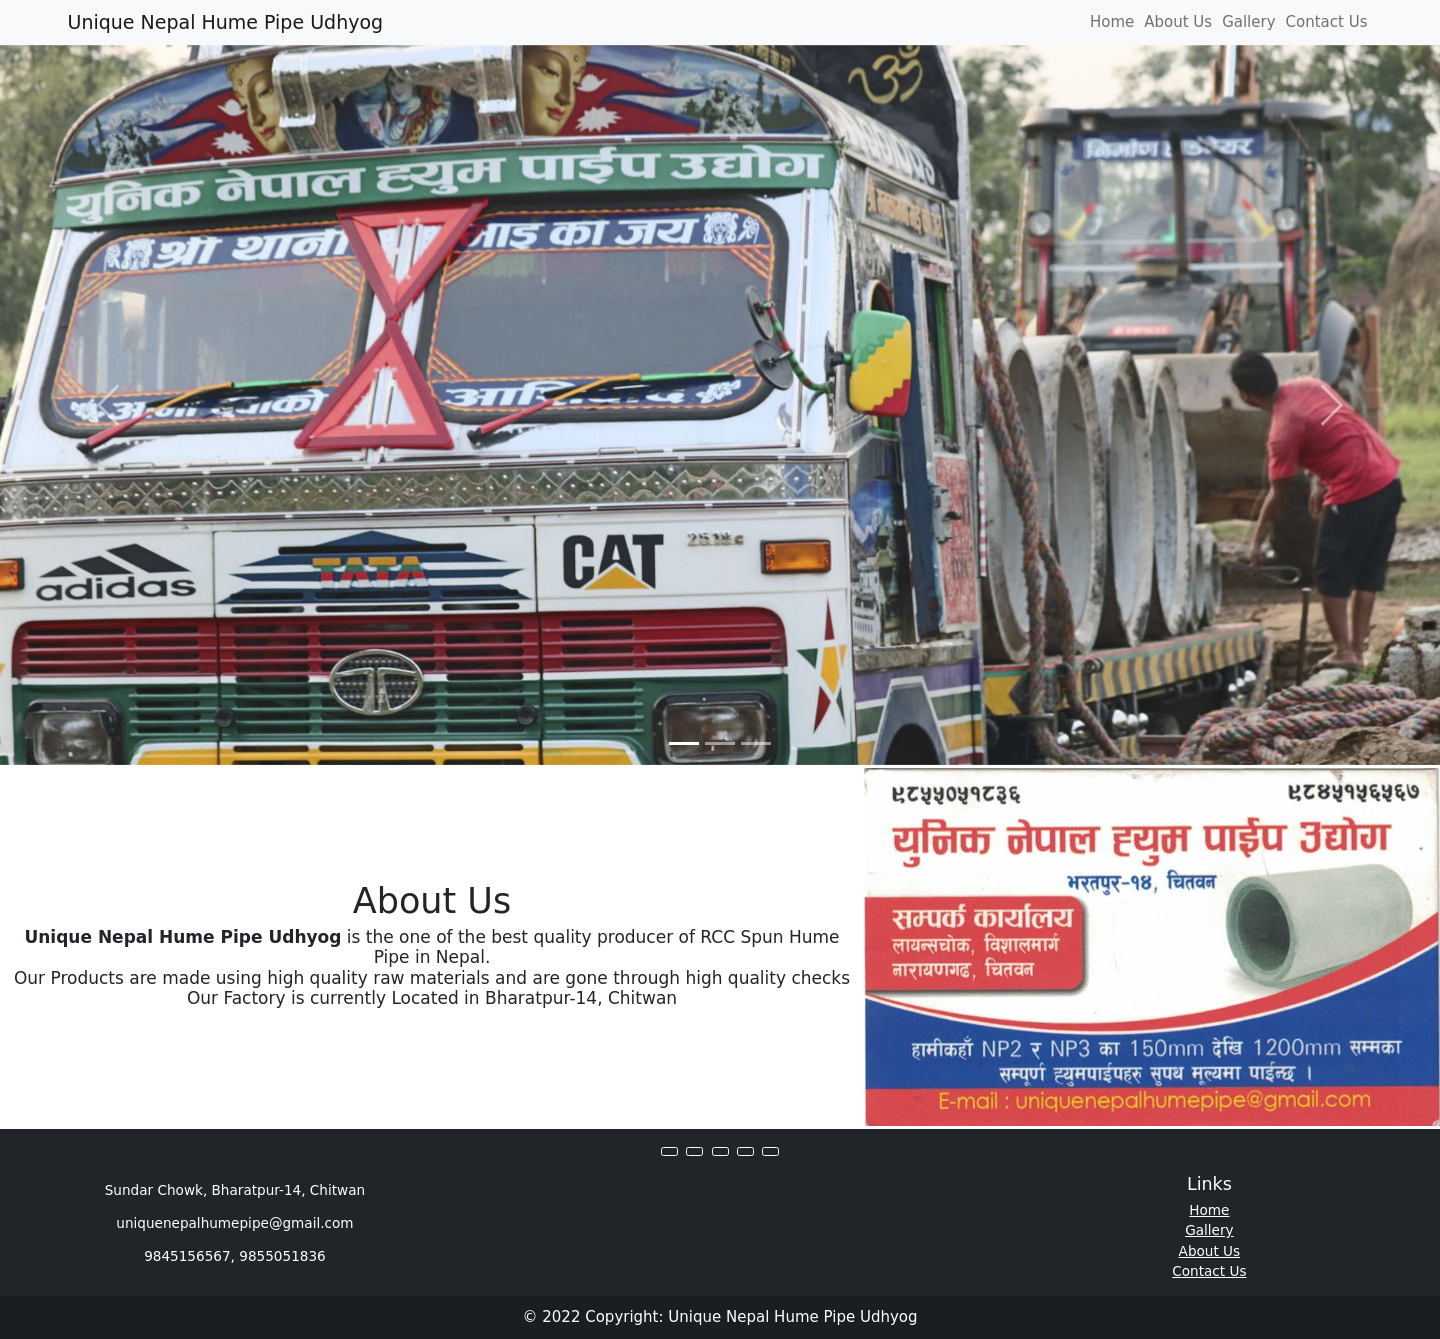 Unique Nepal Hume Pipe Udhyog
Home About Us Gallery Contact Us
ॐ
युनिक नेपाल ह्युम पाईप उद्योग
श्री थानी माइ को जय
आशिर्वाद
निर्माण
adidas
TATA
CAT
2518c
९८५५०५१८३६ ९८४५१५६५६७
युनिक नेपाल ह्युम पाईप उद्योग
भरतपुर-१४, चितवन
सम्पर्क कार्यालय
लायन्सचोक, विशालमार्ग
नारायणगढ, चितवन
हामीकहाँ NP2 र NP3 का 150mm देखि 1200mm सम्मका
सम्पूर्ण ह्युमपाईपहरु सुपथ मूल्यमा पाईन्छ ।
E-mail : uniquenepalhumepipe@gmail.com
About Us
Unique Nepal Hume Pipe Udhyog is the one of the best quality producer of RCC Spun Hume
Pipe in Nepal.
Our Products are made using high quality raw materials and are gone through high quality checks
Our Factory is currently Located in Bharatpur-14, Chitwan
Sundar Chowk, Bharatpur-14, Chitwan
uniquenepalhumepipe@gmail.com
9845156567, 9855051836
Links
Home
Gallery
About Us
Contact Us
© 2022 Copyright: Unique Nepal Hume Pipe Udhyog